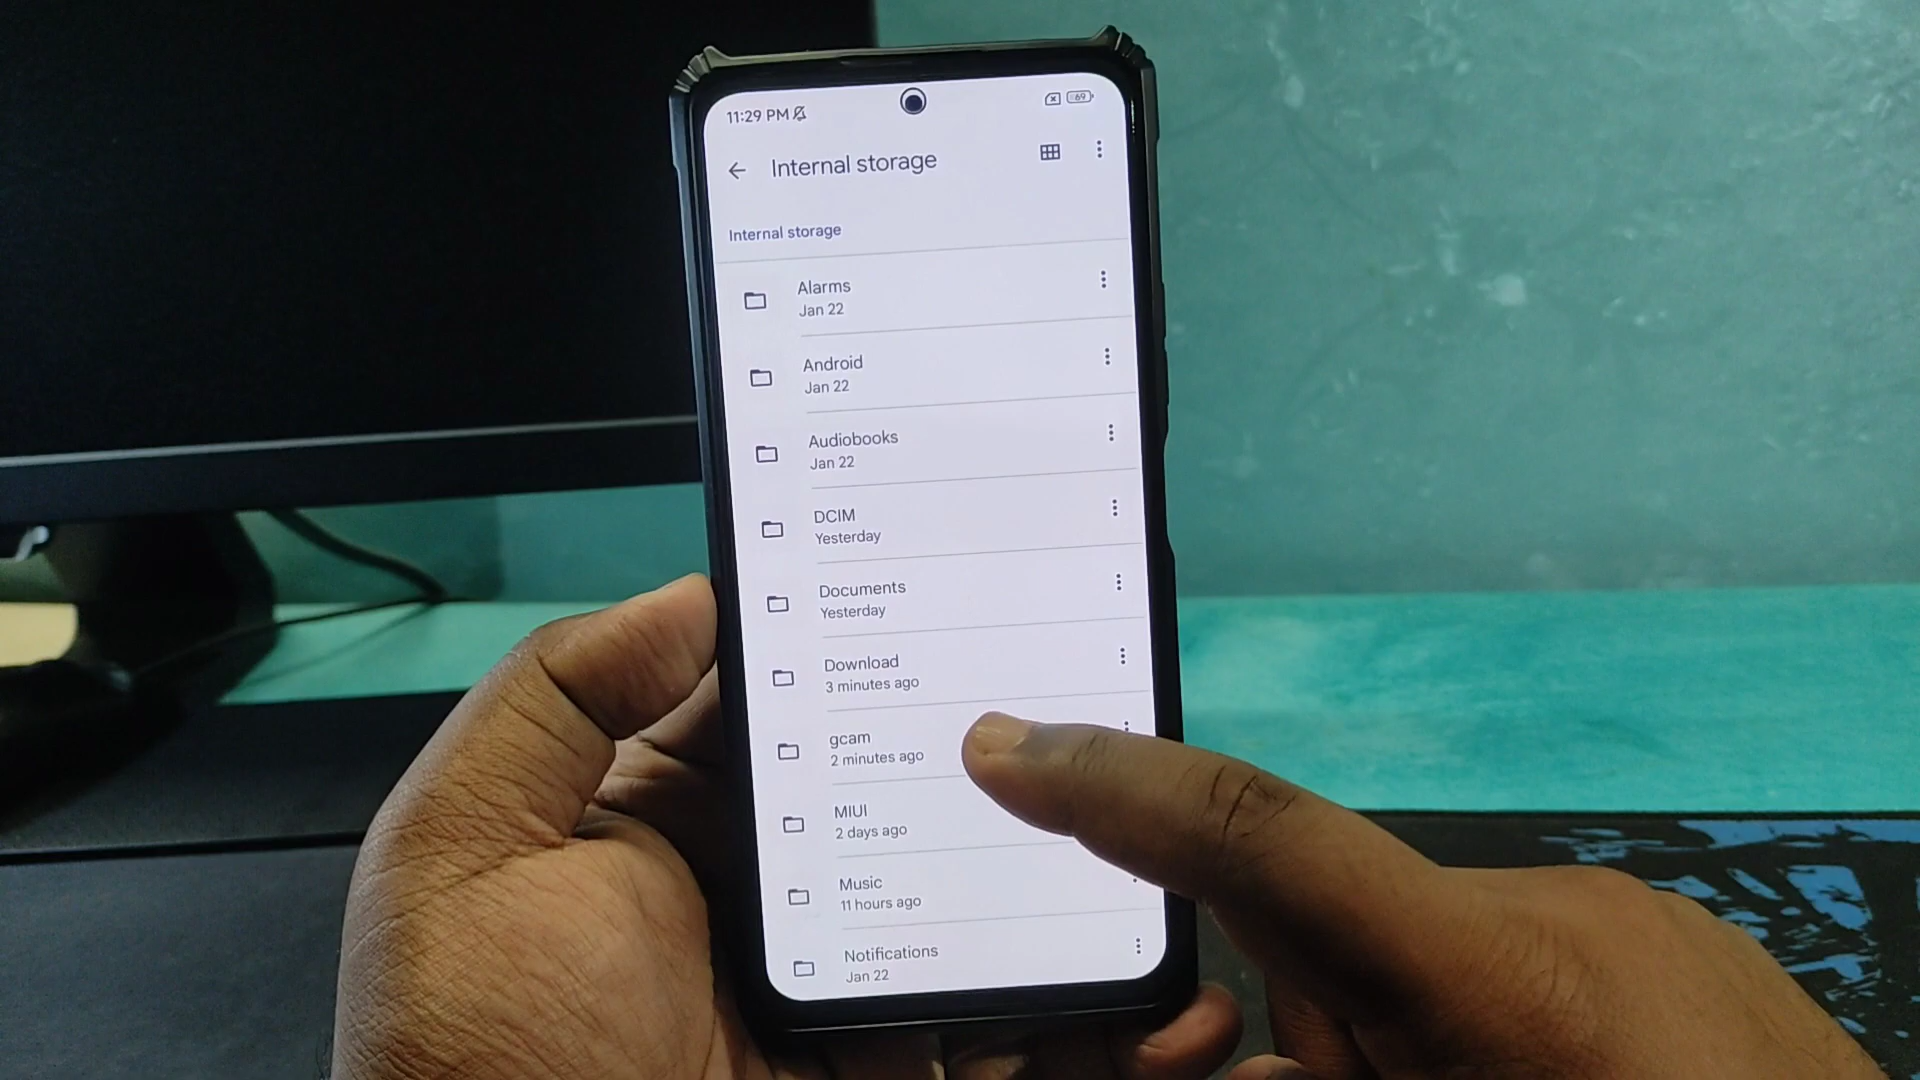 11:29 PM
69
Internal storage
Internal storage
Alarms
Jan 22
Android
Jan 22
Audiobooks
Jan 22
DCIM
Yesterday
Documents
Yesterday
Download
3 minutes ago
gcam
2 minutes ago
MIUI
2 days ago
Music
11 hours ago
Notifications
Jan 22